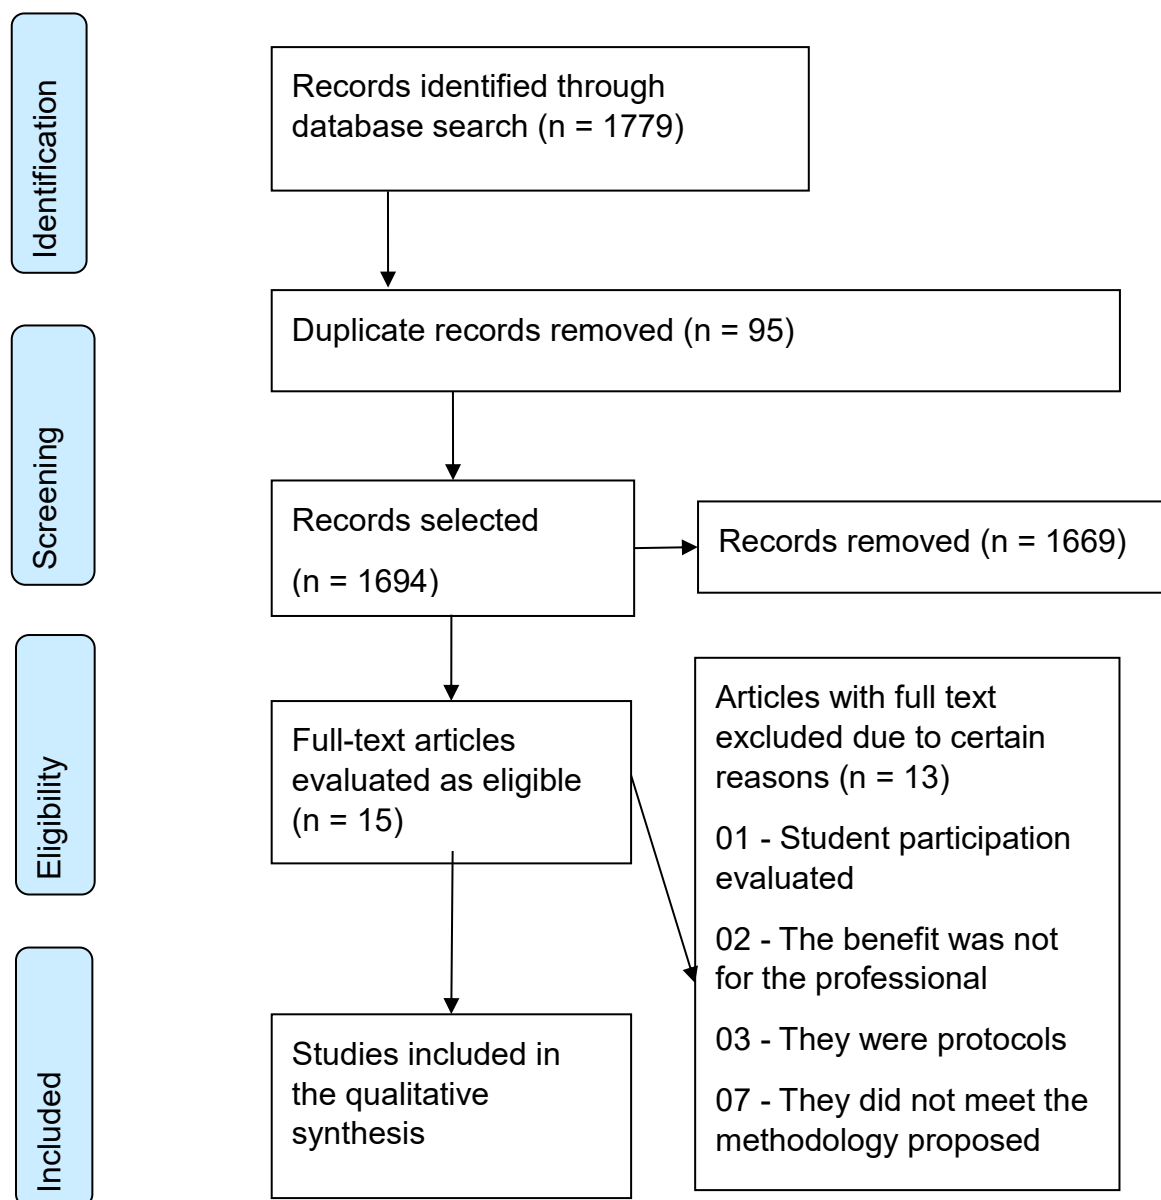 Identification
Records identified through
database search (n = 1779)
Duplicate records removed (n = 95)
Screening
Records selected
(n = 1694)
Records removed (n = 1669)
Eligibility
Full-text articles
evaluated as eligible
(n = 15)
Articles with full text
excluded due to certain
reasons (n = 13)
01 - Student participation
evaluated
02 - The benefit was not
for the professional
03 - They were protocols
07 - They did not meet the
methodology proposed
Included
Studies included in
the qualitative
synthesis